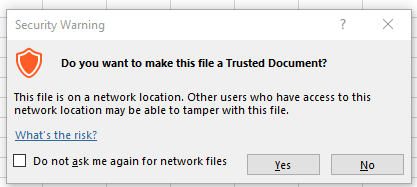 Security Warning
Do you want to make this file a Trusted Document?
This file is on a network location. Other users who have access to this
network location may be able to tamper with this file.
What's the risk?
Do not ask me again for network files
Yes No